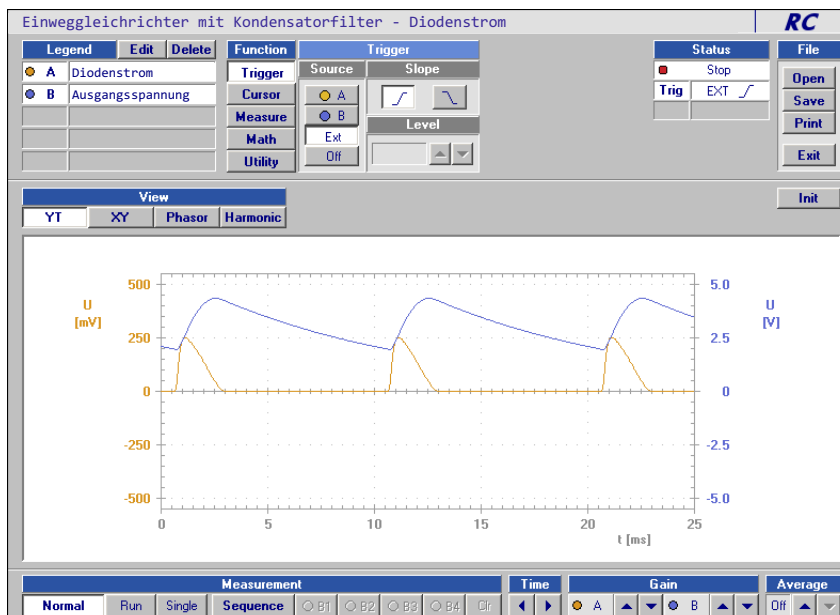 Einweggleichrichter mit Kondensatorfilter - Diodenstrom RC
Legend Edit Delete Function Trigger Status File
A Diodenstrom Trigger Source Slope Stop Open
B Ausgangsspannung Cursor A Trig EXT Save
Measure B Print
Math Ext Level
Utility Off Exit
View Init
YT XY Phasor Harmonic
500 5.0
U U
[mV] [V]
250 2.5
0 0
-250 -2.5
-500 -5.0
0 5 10 15 20 25
t [ms]
Measurement Time Gain Average
Normal Run Single Sequence B1 B2 B3 B4 Clr A B Off